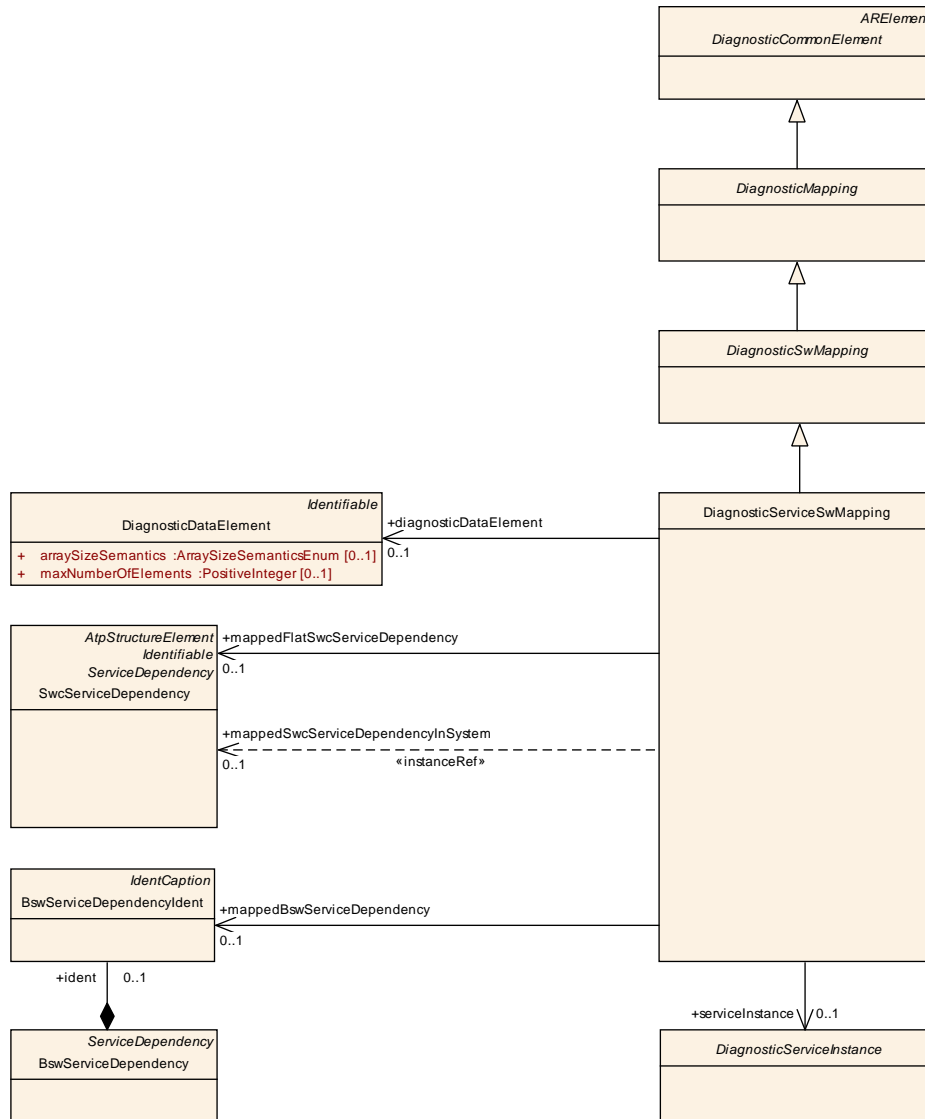 ARElemen
DiagnosticCommonElement
DiagnosticMapping
DiagnosticSwMapping
Identifiable
DiagnosticDataElement
+ arraySizeSemantics :ArraySizeSemanticsEnum [0..1]
+ maxNumberOfElements :PositiveInteger [0..1]
+diagnosticDataElement
0..1
DiagnosticServiceSwMapping
AtpStructureElement
Identifiable
ServiceDependency
SwcServiceDependency
+mappedFlatSwcServiceDependency
0..1
+mappedSwcServiceDependencyInSystem
0..1
«instanceRef»
IdentCaption
BswServiceDependencyIdent
+mappedBswServiceDependency
0..1
+ident 0..1
+serviceInstance 0..1
ServiceDependency
BswServiceDependency
DiagnosticServiceInstance